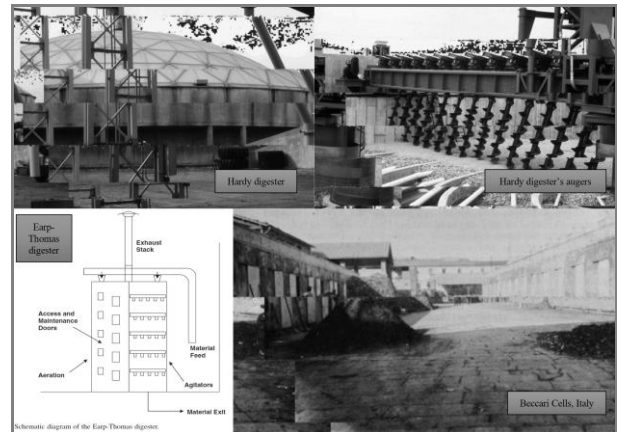 Hardy digester
Hardy digester's augers
Earp-
Thomas
digester
Exhaust
Stack
Access and
Maintenance
Doors
Material
Feed
Aeration
Agitators
Material Exit
Schematic diagram of the Earp-Thomas digester.
Beccari Cells, Italy